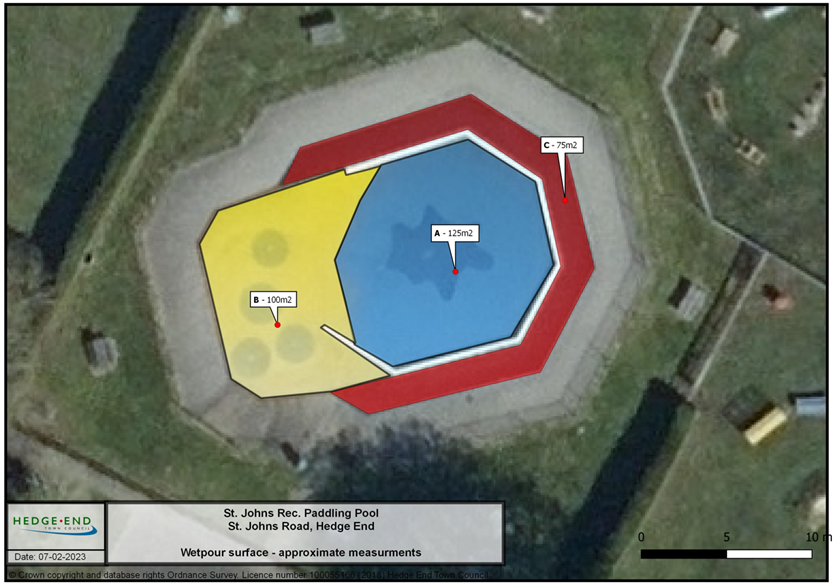 C - 75m2
A - 125m2
B - 100m2
HEDGE·END
TOWN COUNCIL
Date: 07-02-2023
St. Johns Rec. Paddling Pool
St. Johns Road, Hedge End
Wetpour surface - approximate measurments
0 5 10 m
© Crown copyright and database rights Ordnance Survey. Licence number Hedge End Town Council